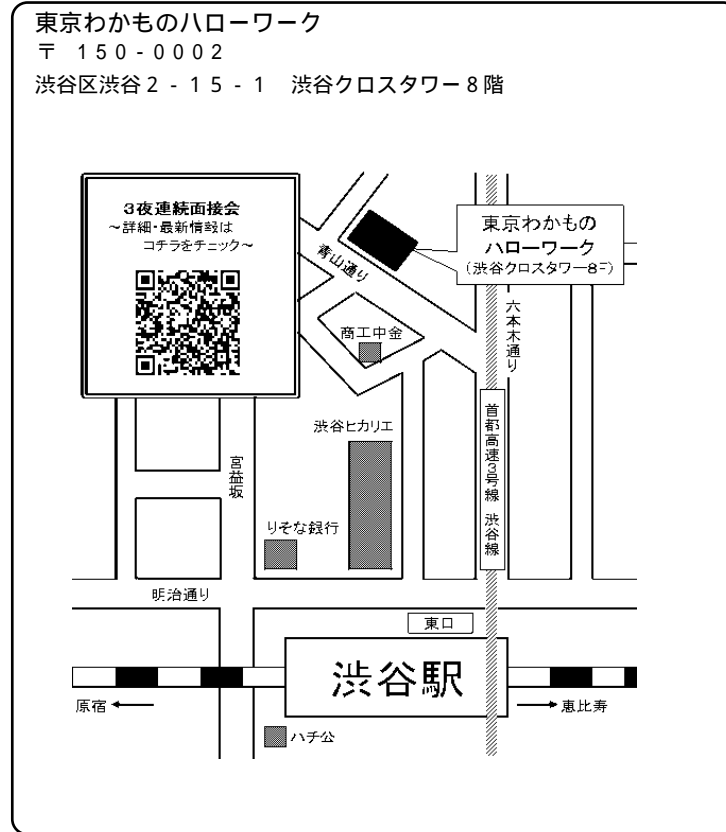 東京わかものハローワーク
〒 150-0002
渋谷区渋谷2-15-1 渋谷クロスタワー8階
3夜連続面接会
～詳細・最新情報は
コチラをチェック～
東京わかもの
ハローワーク
(渋谷クロスタワー8F)
青山通り
六本木通り
商工中金
首都高速3号線 渋谷線
渋谷ヒカリエ
宮益坂
りそな銀行
明治通り
東口
渋谷駅
原宿
恵比寿
ハチ公